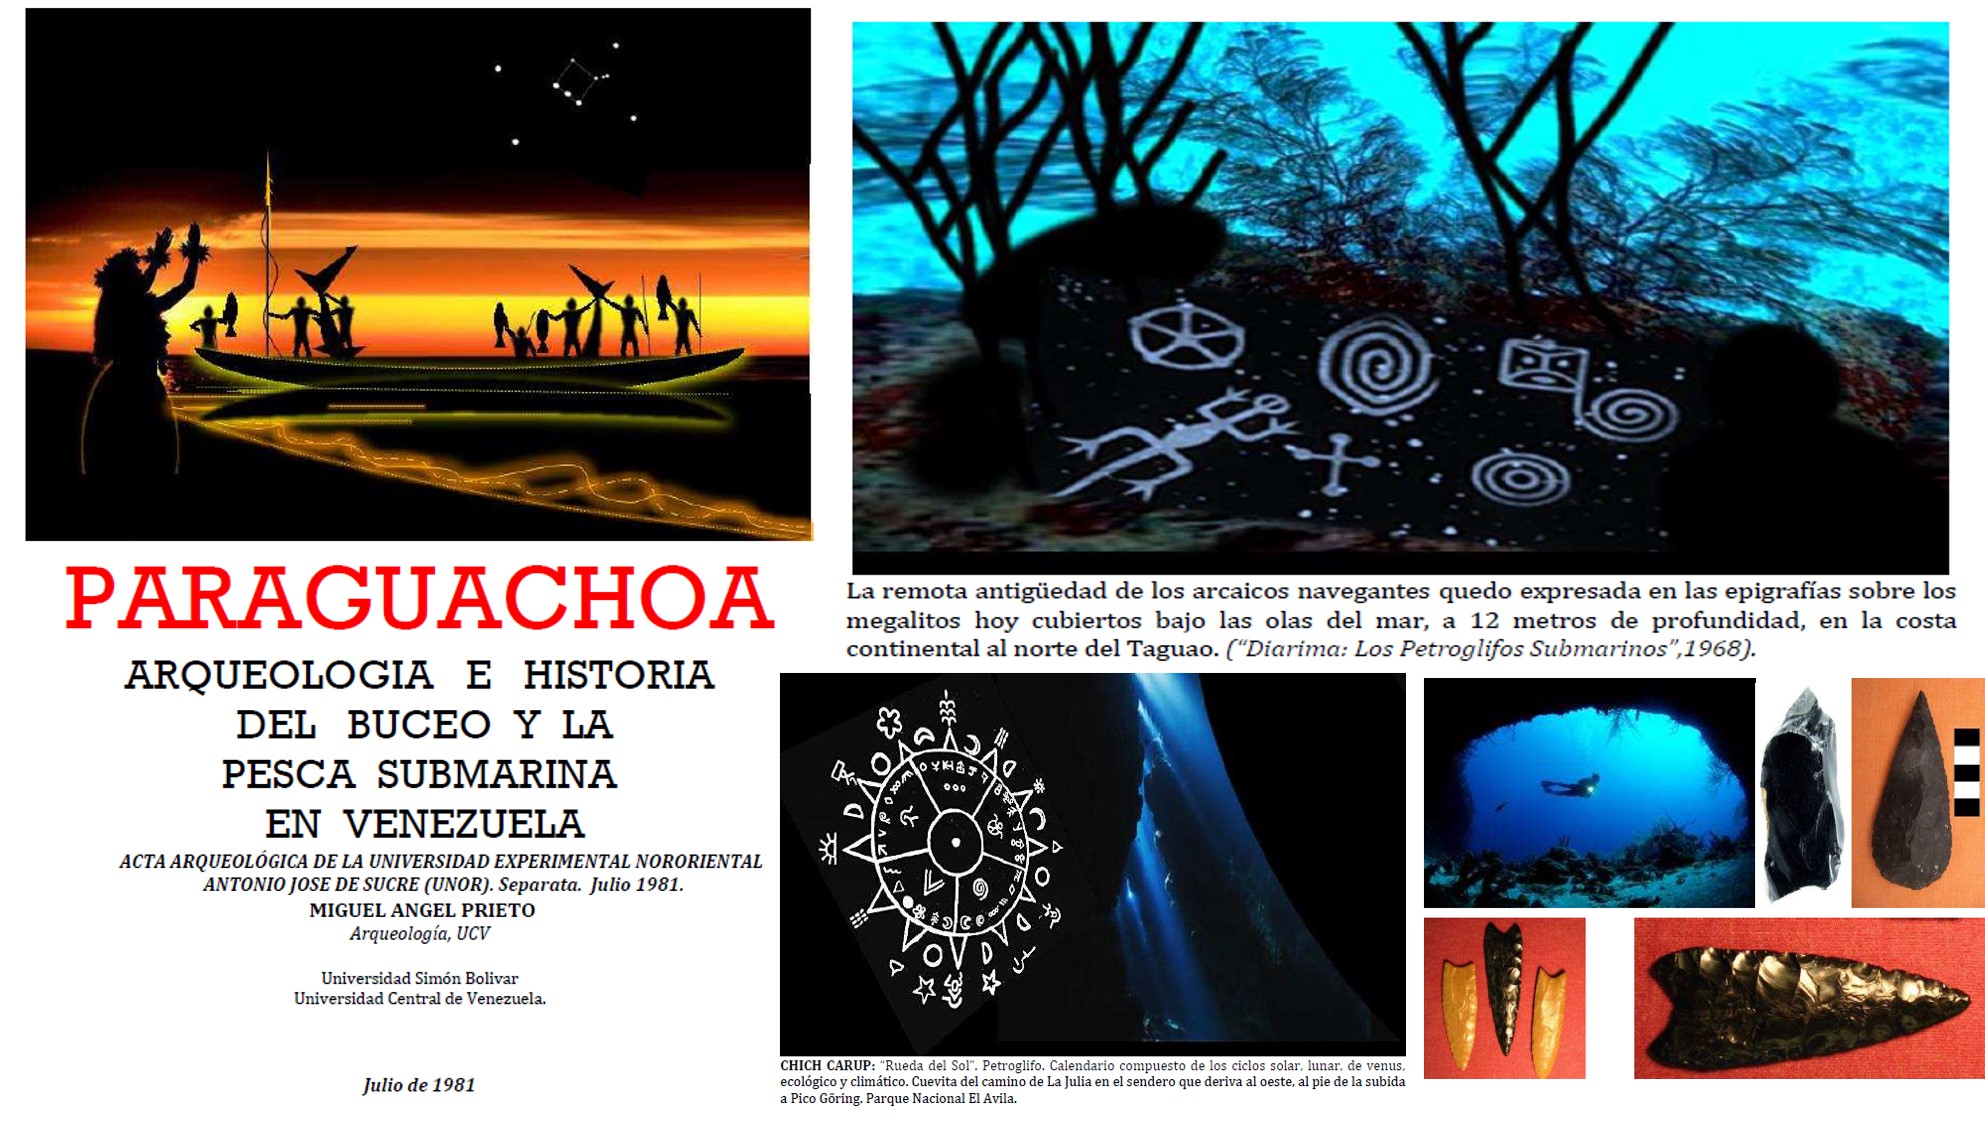 PARAGUACHOA
ARQUEOLOGIA E HISTORIA
DEL BUCEO Y LA
PESCA SUBMARINA
EN VENEZUELA
ACTA ARQUEOLÓGICA DE LA UNIVERSIDAD EXPERIMENTAL NORORIENTAL
ANTONIO JOSE DE SUCRE (UNOR). Separata. Julio 1981.
MIGUEL ANGEL PRIETO
Arqueología, UCV
Universidad Simón Bolivar
Universidad Central de Venezuela.
Julio de 1981
La remota antigüedad de los arcaicos navegantes quedo expresada en las epigrafías sobre los
megalitos hoy cubiertos bajo las olas del mar, a 12 metros de profundidad, en la costa
continental al norte del Taguao. (“Diarima: Los Petroglifos Submarinos”,1968).
CHICH CARUP: “Rueda del Sol”. Petroglifo. Calendario compuesto de los ciclos solar, lunar, de venus,
ecológico y climático. Cuevita del camino de La Julia en el sendero que deriva al oeste, al pie de la subida
a Pico Göring. Parque Nacional El Avila.